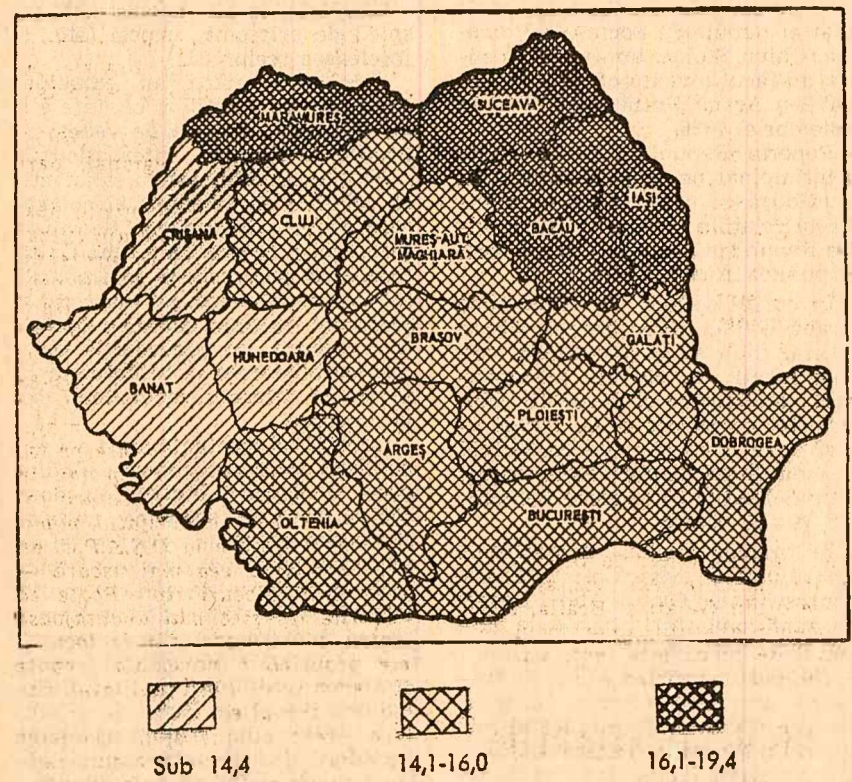 MARAMUREȘ
SUCEAVA
IAȘI
CRIȘANA
CLUJ
MUREȘ-AUT.
MAGHIARĂ
BACĂU
BANAT
HUNEDOARA
BRAȘOV
GALAȚI
ARGEȘ
PLOIEȘTI
DOBROGEA
OLTENIA
BUCUREȘTI
Sub 14,4
14,1-16,0
16,1-19,4